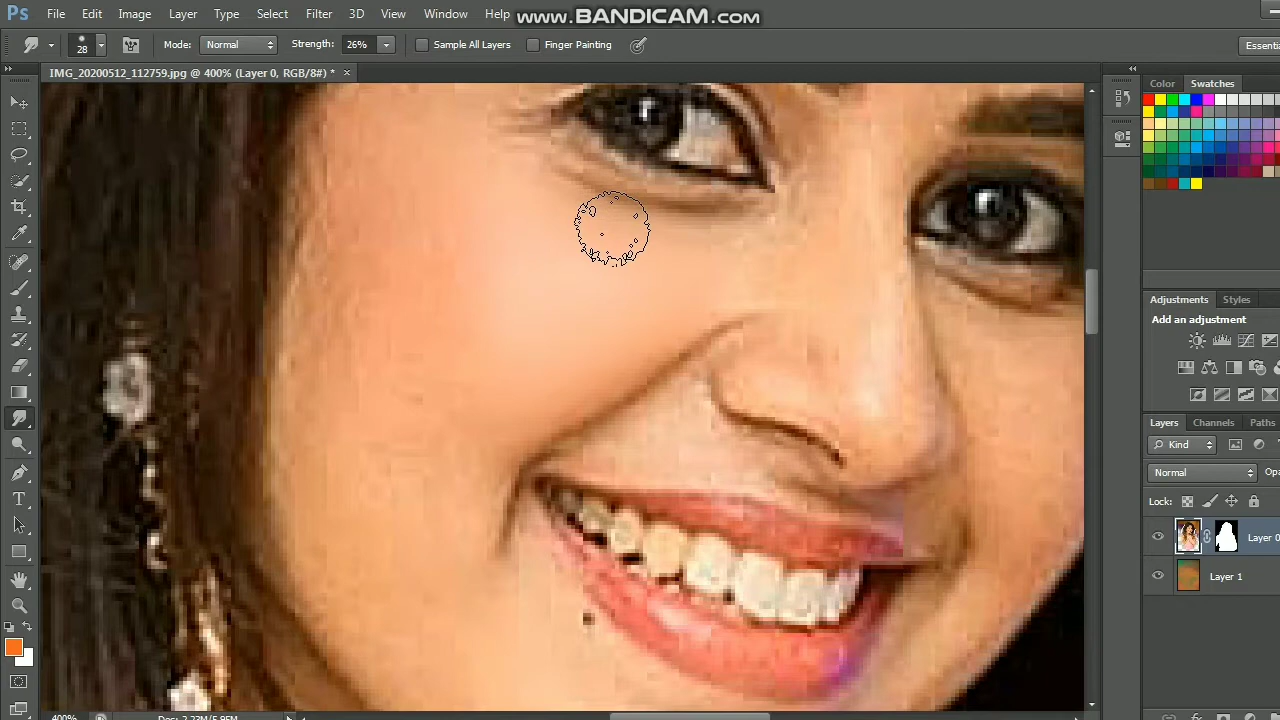 Ps File Edit Image Layer Type Select Filter 3D View Window Help www.BANDICAM.com
28 Mode: Normal Strength: 26% Sample All Layers Finger Painting
IMG_20200512_112759.jpg @ 400% (Layer 0, RGB/8#) * ×
Color Swatches
Adjustments Styles
Add an adjustment
Layers Channels Paths
Kind
Normal
Lock:
Layer 0
Layer 1
400%